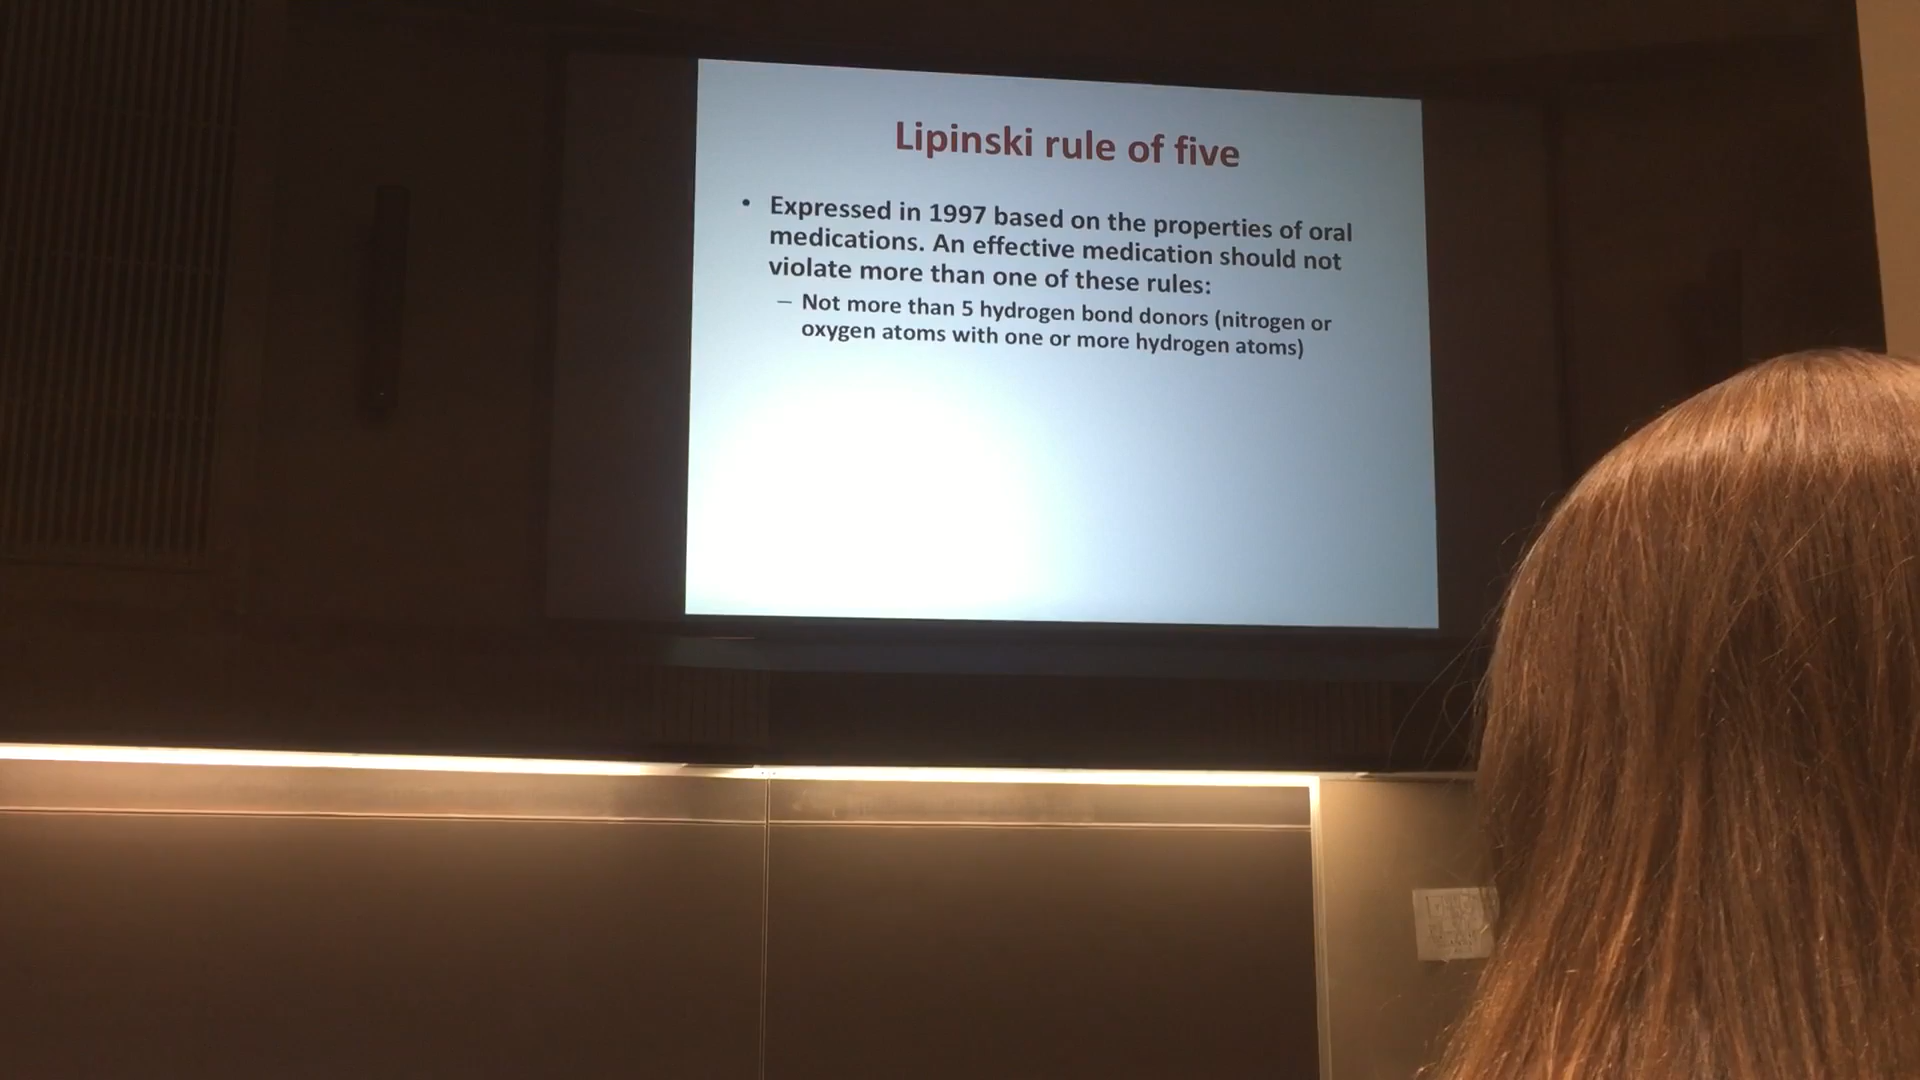 Lipinski rule of five
• Expressed in 1997 based on the properties of oral
medications. An effective medication should not
violate more than one of these rules:
– Not more than 5 hydrogen bond donors (nitrogen or
oxygen atoms with one or more hydrogen atoms)